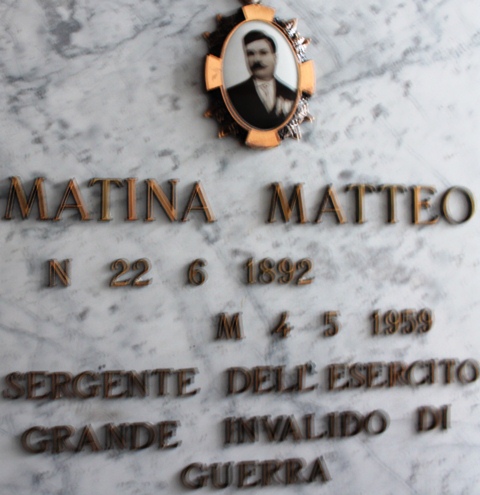 MATINA MATTEO
N 22 6 1892
M 4 5 1959
SERGENTE DELL' ESERCITO
GRANDE INVALIDO DI
GUERRA